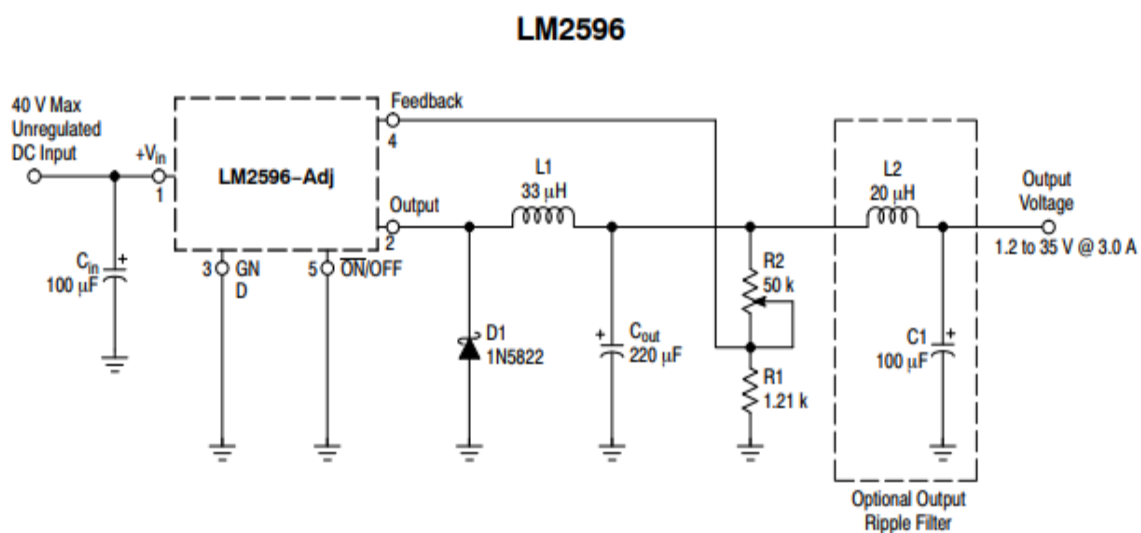 LM2596
40 V Max
Unregulated
DC Input
+Vin
1
LM2596-Adj
Feedback
4
Output
2
Cin
100 µF
+
3
GN
D
5
ON/OFF
L1
33 µH
D1
1N5822
+
Cout
220 µF
R2
50 k
R1
1.21 k
L2
20 µH
C1
100 µF
+
Output
Voltage
1.2 to 35 V @ 3.0 A
Optional Output
Ripple Filter